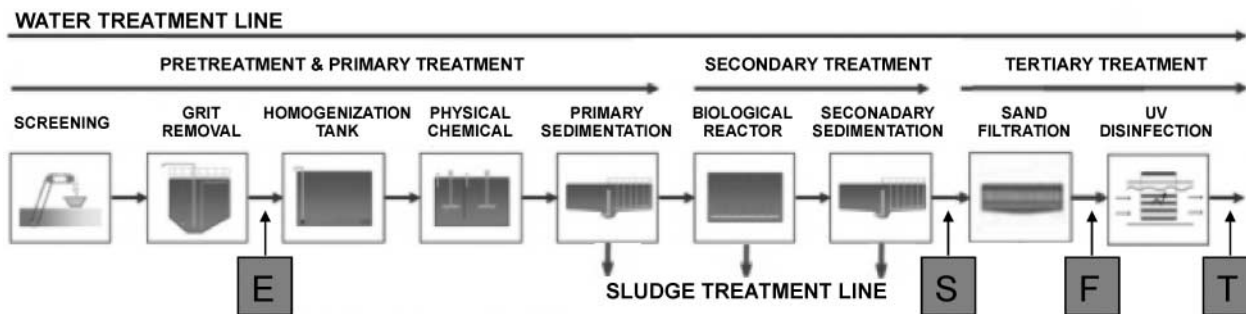 WATER TREATMENT LINE
PRETREATMENT & PRIMARY TREATMENT
SECONDARY TREATMENT
TERTIARY TREATMENT
SCREENING
GRIT
REMOVAL
HOMOGENIZATION
TANK
PHYSICAL
CHEMICAL
PRIMARY
SEDIMENTATION
BIOLOGICAL
REACTOR
SECONADARY
SEDIMENTATION
SAND
FILTRATION
UV
DISINFECTION
E
SLUDGE TREATMENT LINE
S
F
T